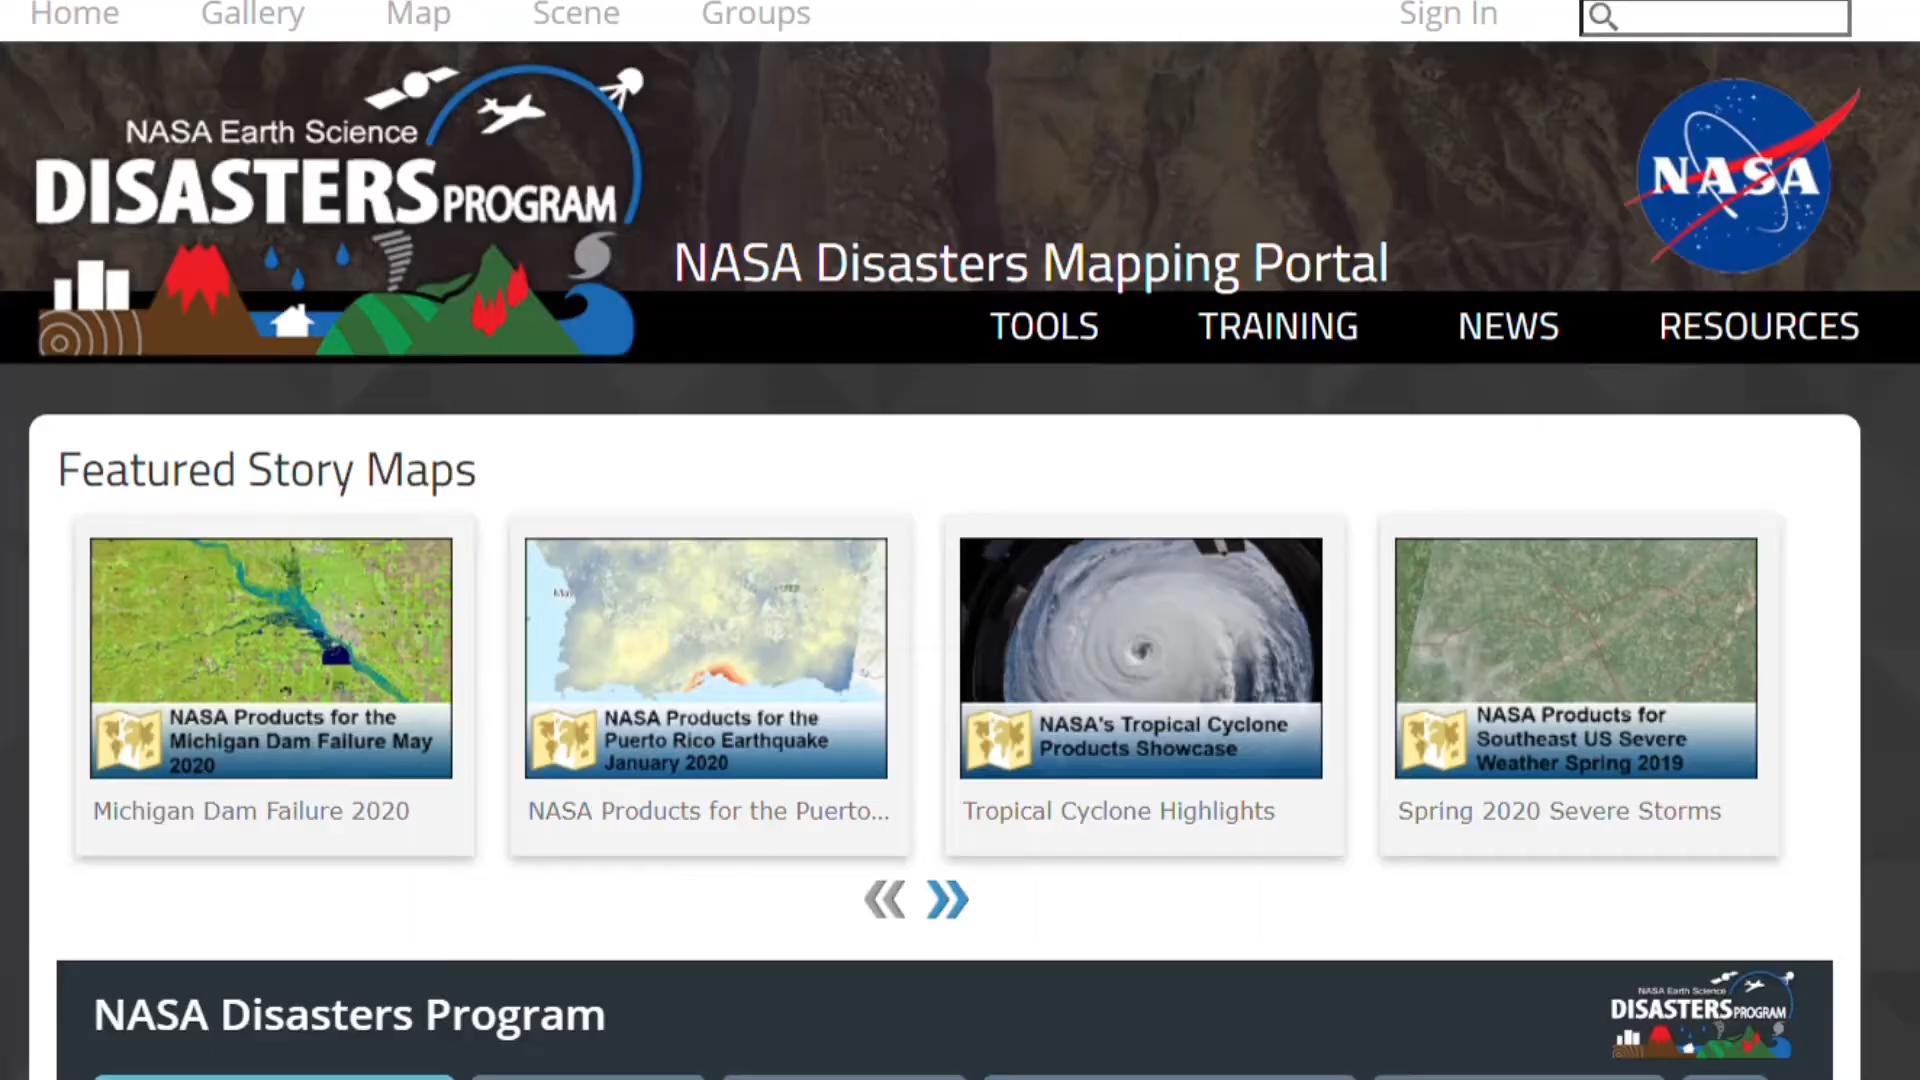 Home Gallery Map Scene Groups Sign In
NASA Earth Science
DISASTERS PROGRAM
NASA
NASA Disasters Mapping Portal
TOOLS TRAINING NEWS RESOURCES
Featured Story Maps
NASA Products for the
Michigan Dam Failure May
2020
Michigan Dam Failure 2020
NASA Products for the
Puerto Rico Earthquake
January 2020
NASA Products for the Puerto...
NASA's Tropical Cyclone
Products Showcase
Tropical Cyclone Highlights
NASA Products for
Southeast US Severe
Weather Spring 2019
Spring 2020 Severe Storms
NASA Disasters Program
NASA Earth Science
DISASTERS PROGRAM